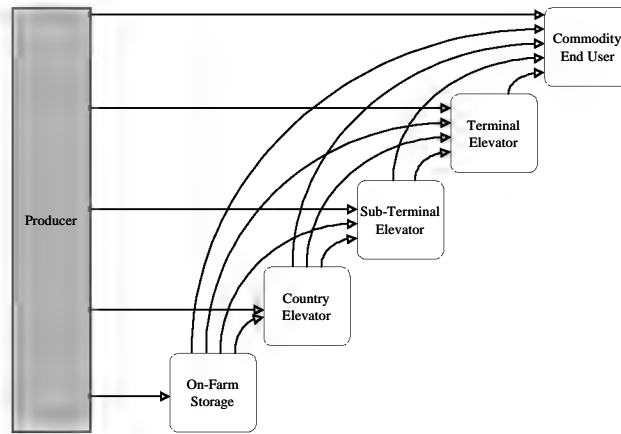 Commodity
End User
Terminal
Elevator
Producer
Sub-Terminal
Elevator
Country
Elevator
On-Farm
Storage